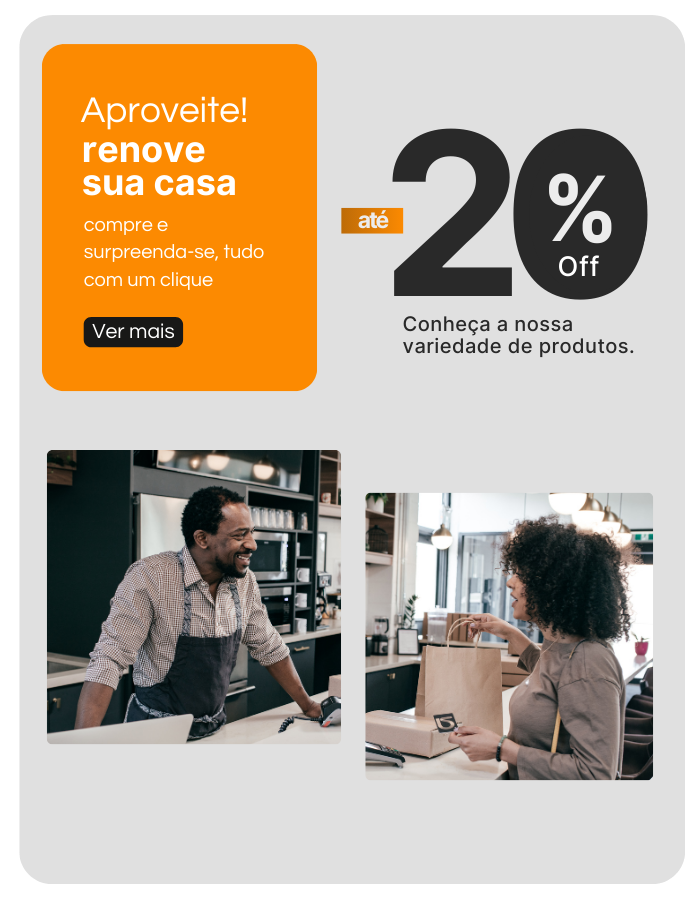 Aproveite!
renove
sua casa
compre e
surpreenda-se, tudo
com um clique
Ver mais
até
20
%
Off
Conheça a nossa
variedade de produtos.